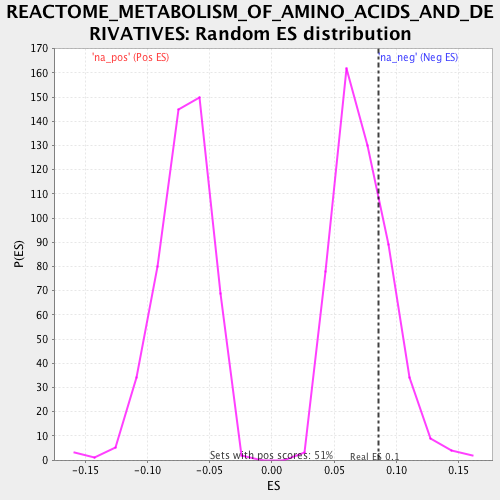 REACTOME_METABOLISM_OF_AMINO_ACIDS_AND_DE
RIVATIVES: Random ES distribution
'na_pos' (Pos ES)
'na_neg' (Neg ES)
170
160
150
140
130
120
110
100
90
80
70
60
50
40
30
20
10
0
P(ES)
Sets with pos scores: 51%
Real ES 0.1
-0.15 -0.10 -0.05 0.00 0.05 0.10 0.15
ES